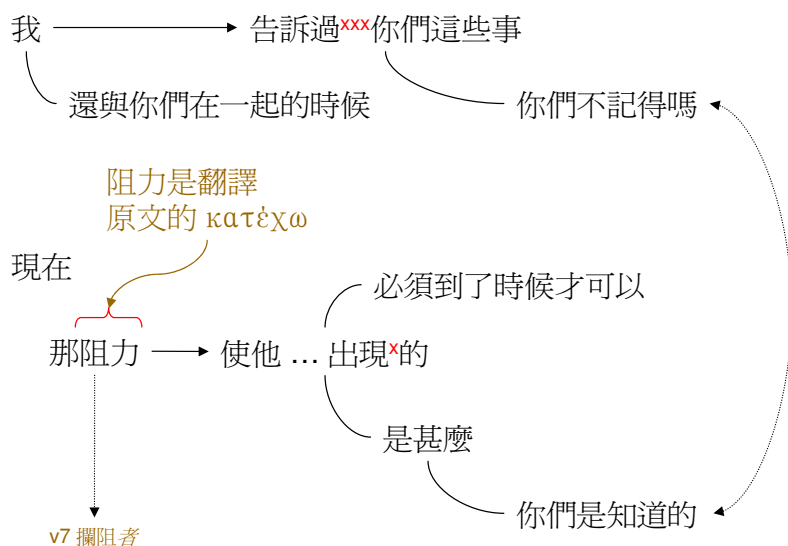 我 告訴過xxx你們這些事
還與你們在一起的時候 你們不記得嗎
阻力是翻譯
原文的 κατέχω
現在
必須到了時候才可以
那阻力 使他 … 出現x的
是甚麼
你們是知道的
v7 攔阻者